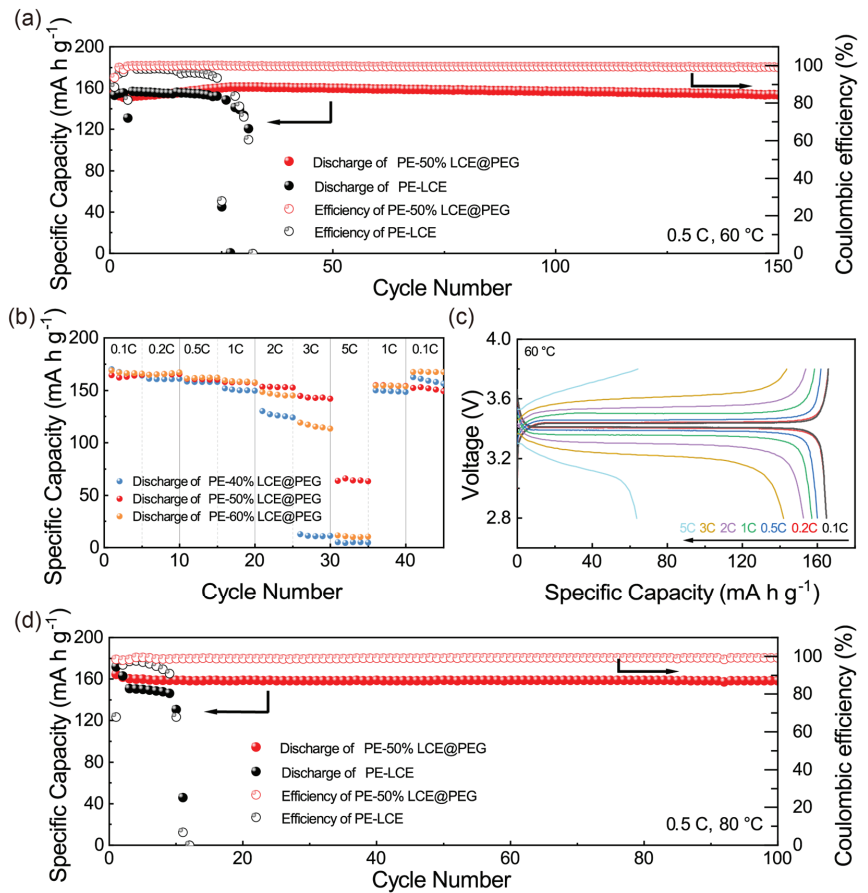 (a)
Specific Capacity (mA h g⁻¹)
200
180
160
120
80
40
0
0
50
100
150
Cycle Number
Coulombic efficiency (%)
100
80
60
40
20
0
Discharge of PE-50% LCE@PEG
Discharge of PE-LCE
Efficiency of PE-50% LCE@PEG
Efficiency of PE-LCE
0.5 C, 60 °C
(b)
Specific Capacity (mA h g⁻¹)
200
150
100
50
0
0.1C 0.2C 0.5C 1C 2C 3C 5C 1C 0.1C
Discharge of PE-40% LCE@PEG
Discharge of PE-50% LCE@PEG
Discharge of PE-60% LCE@PEG
0 10 20 30 40
Cycle Number
(c)
Voltage (V)
4.0
3.6
3.2
2.8
60 °C
5C 3C 2C 1C 0.5C 0.2C 0.1C
0 40 80 120 160
Specific Capacity (mA h g⁻¹)
(d)
Specific Capacity (mA h g⁻¹)
200
180
160
120
80
40
0
0 20 40 60 80 100
Cycle Number
Coulombic efficiency (%)
100
80
60
40
20
0
Discharge of PE-50% LCE@PEG
Discharge of PE-LCE
Efficiency of PE-50% LCE@PEG
Efficiency of PE-LCE
0.5 C, 80 °C